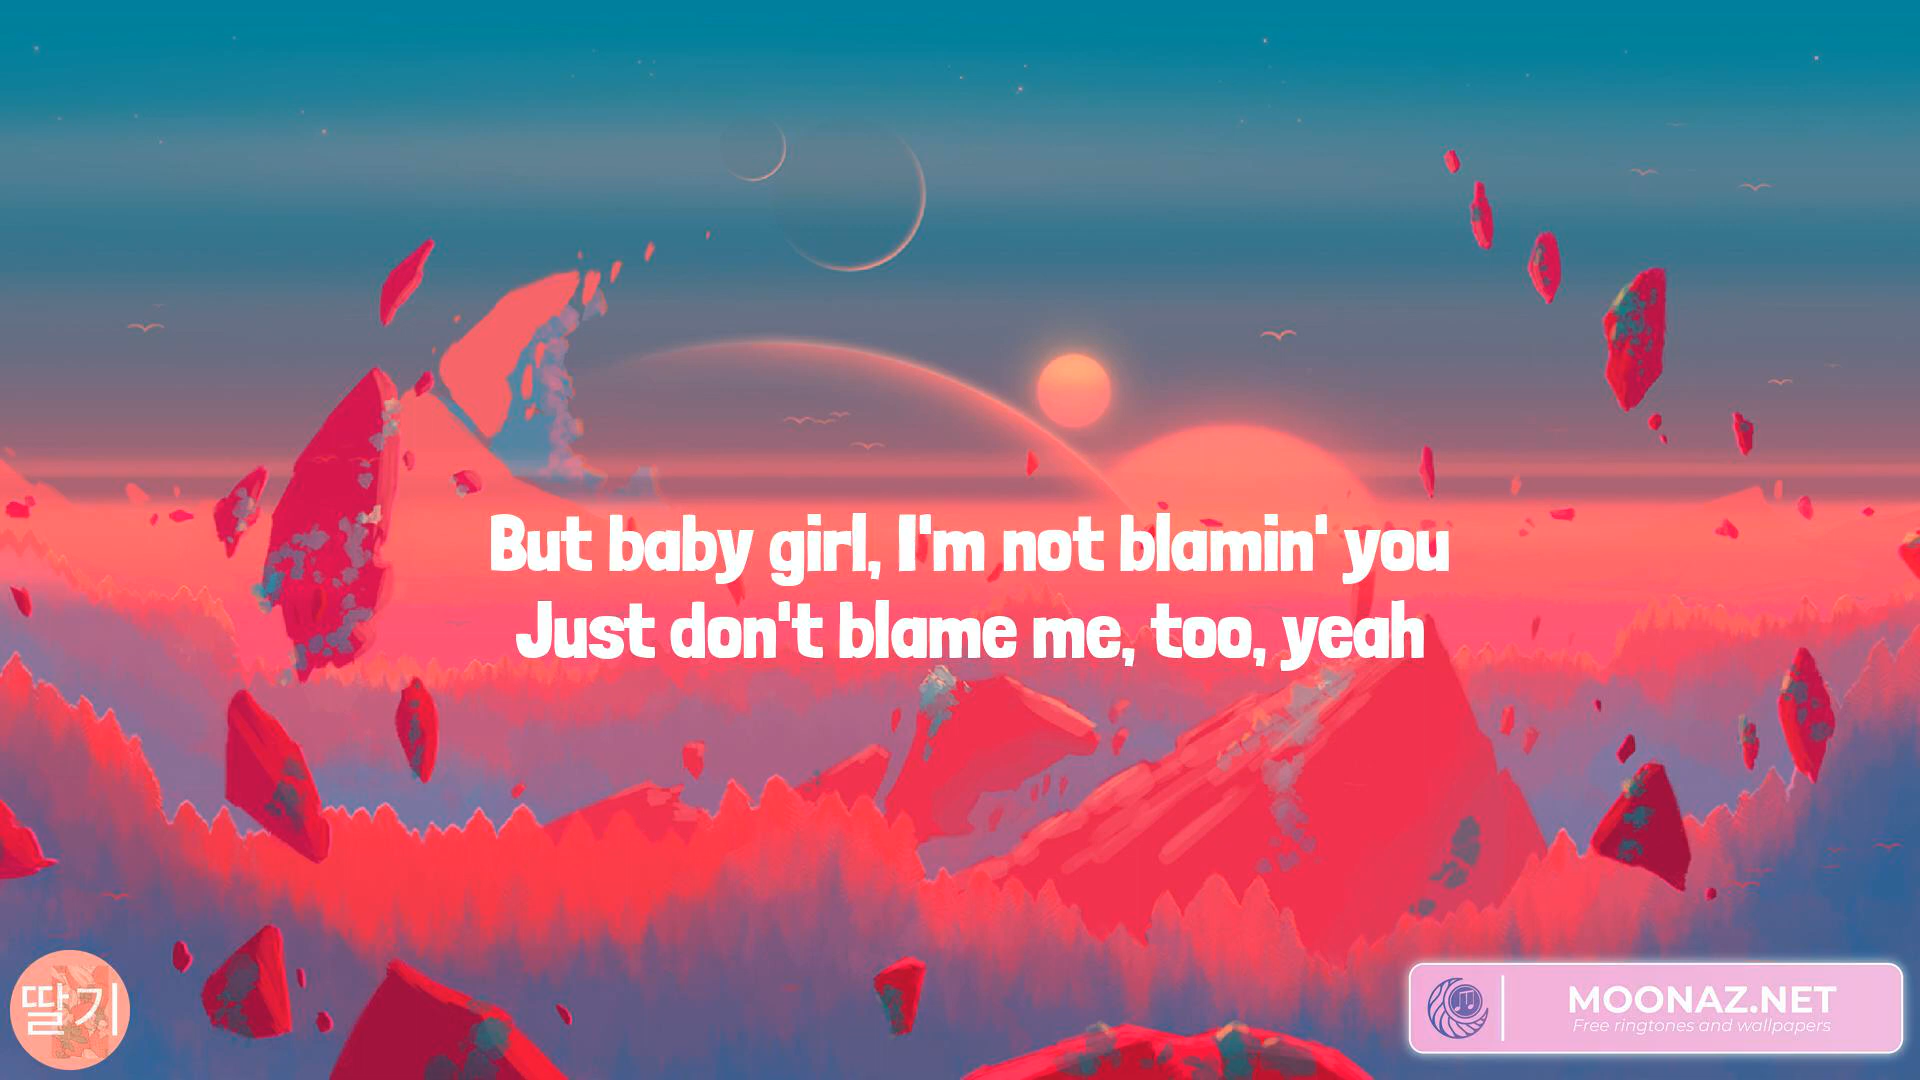 But baby girl, I'm not blamin' you
Just don't blame me, too, yeah
딸기
MOONAZ.NET
Free ringtones and wallpapers